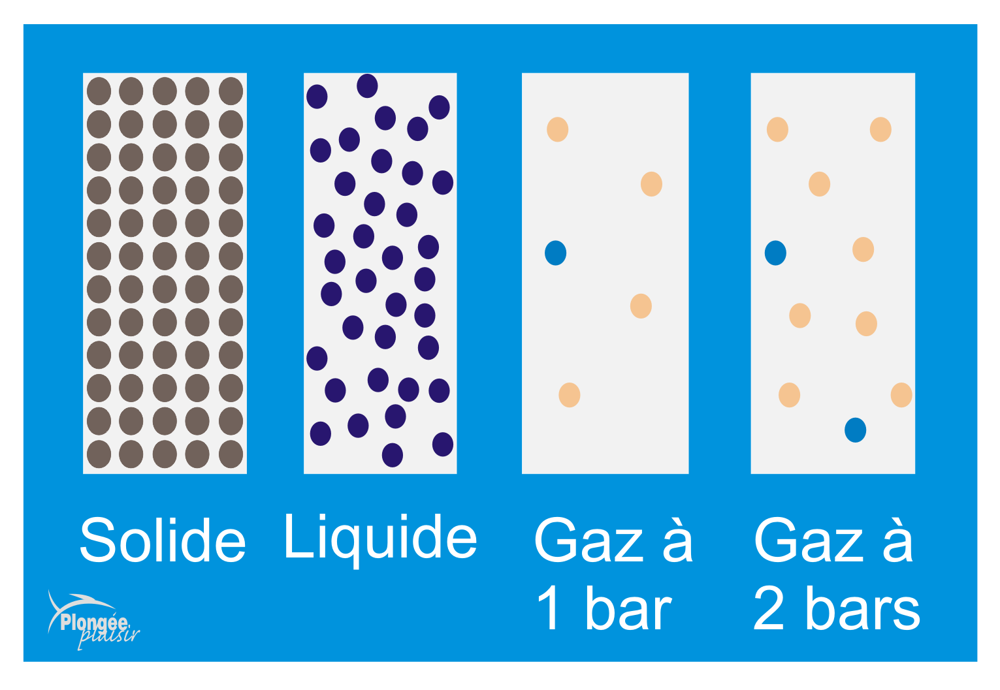 Solide
Liquide
Gaz à
1 bar
Gaz à
2 bars
Plongée
plaisir